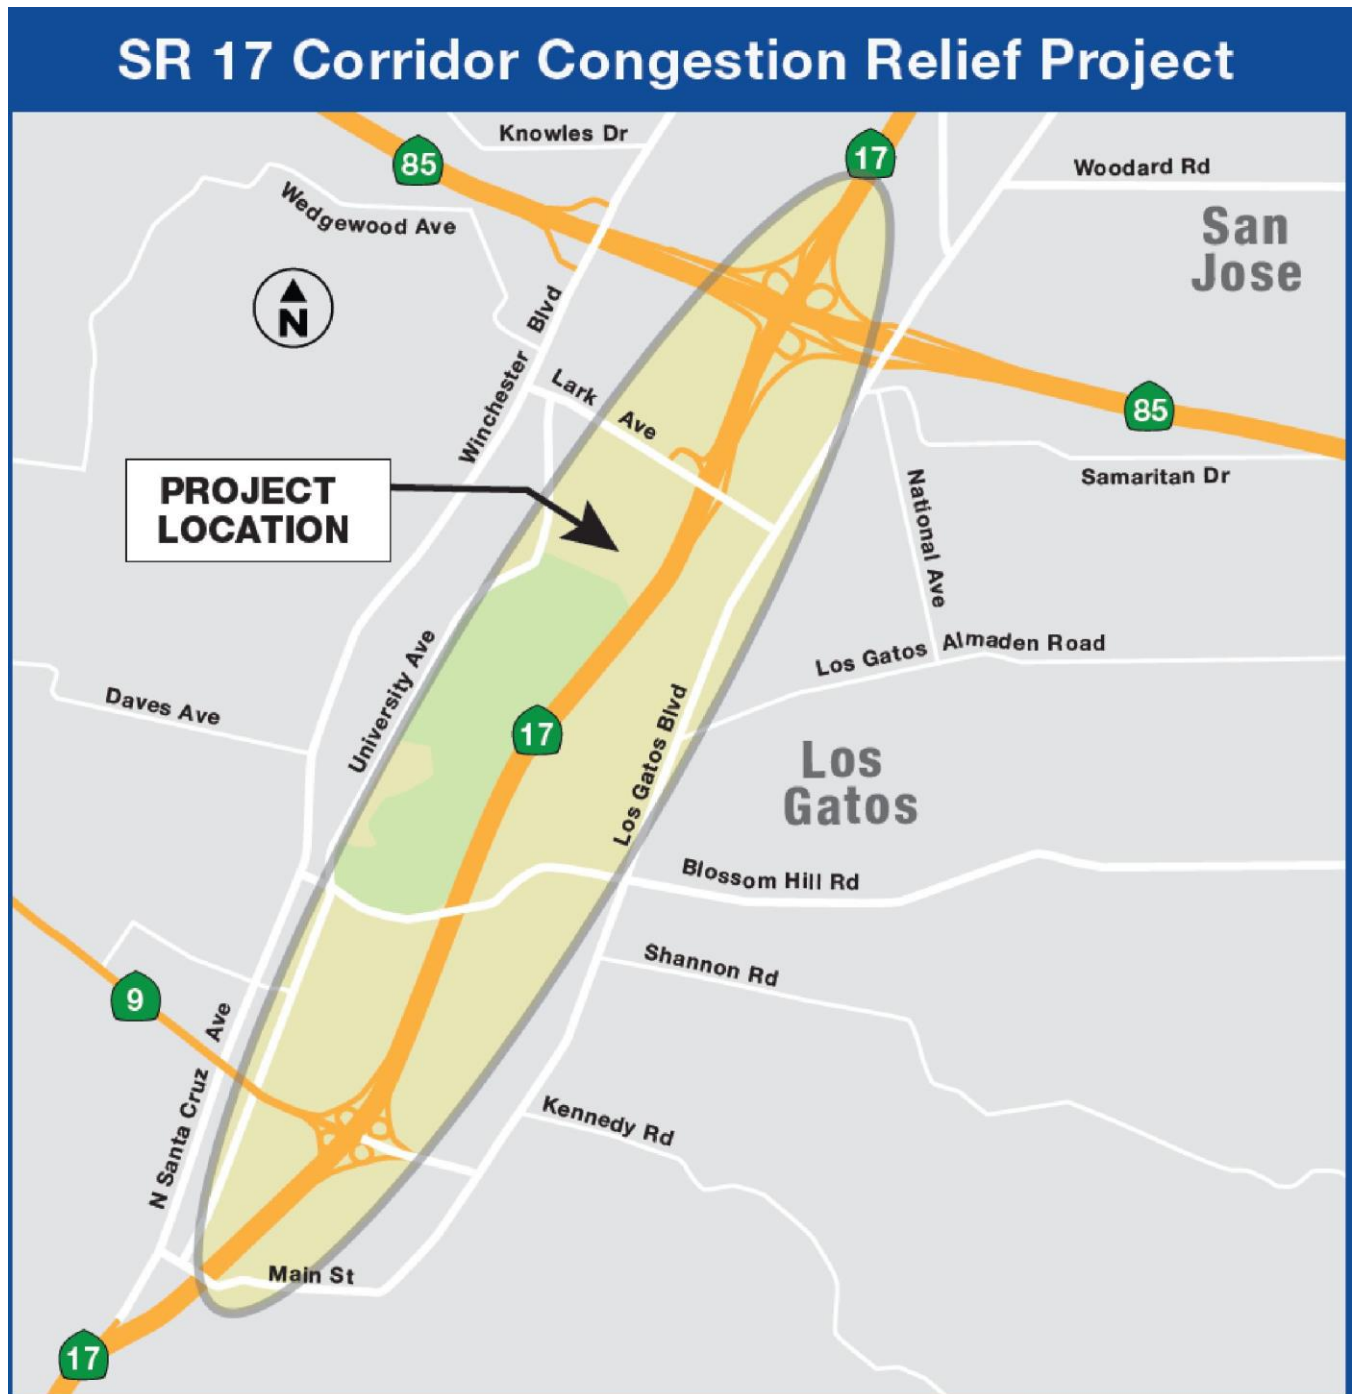 SR 17 Corridor Congestion Relief Project
Knowles Dr
85
17
Woodard Rd
Wedgewood Ave
San
Jose
N
Winchester Blvd
Lark Ave
85
Samaritan Dr
PROJECT
LOCATION
National Ave
University Ave
Los Gatos Almaden Road
Daves Ave
17
Los Gatos Blvd
Los
Gatos
Blossom Hill Rd
Shannon Rd
9
N Santa Cruz Ave
Kennedy Rd
Main St
17